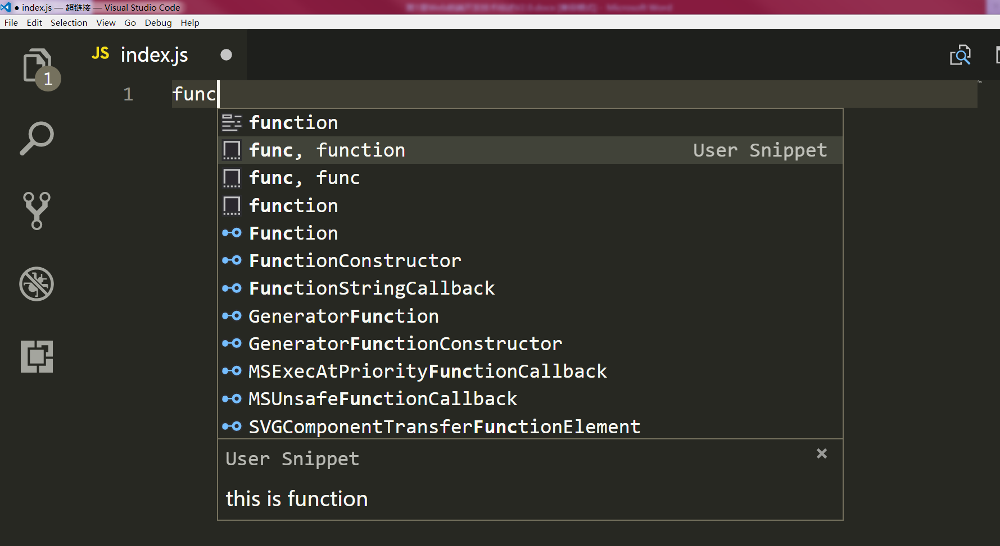 ● index.js — 超链接 — Visual Studio Code
File Edit Selection View Go Debug Help
JS index.js
1
1 func
function
func, function User Snippet
func, func
function
Function
FunctionConstructor
FunctionStringCallback
GeneratorFunction
GeneratorFunctionConstructor
MSExecAtPriorityFunctionCallback
MSUnsafeFunctionCallback
SVGComponentTransferFunctionElement
User Snippet
this is function